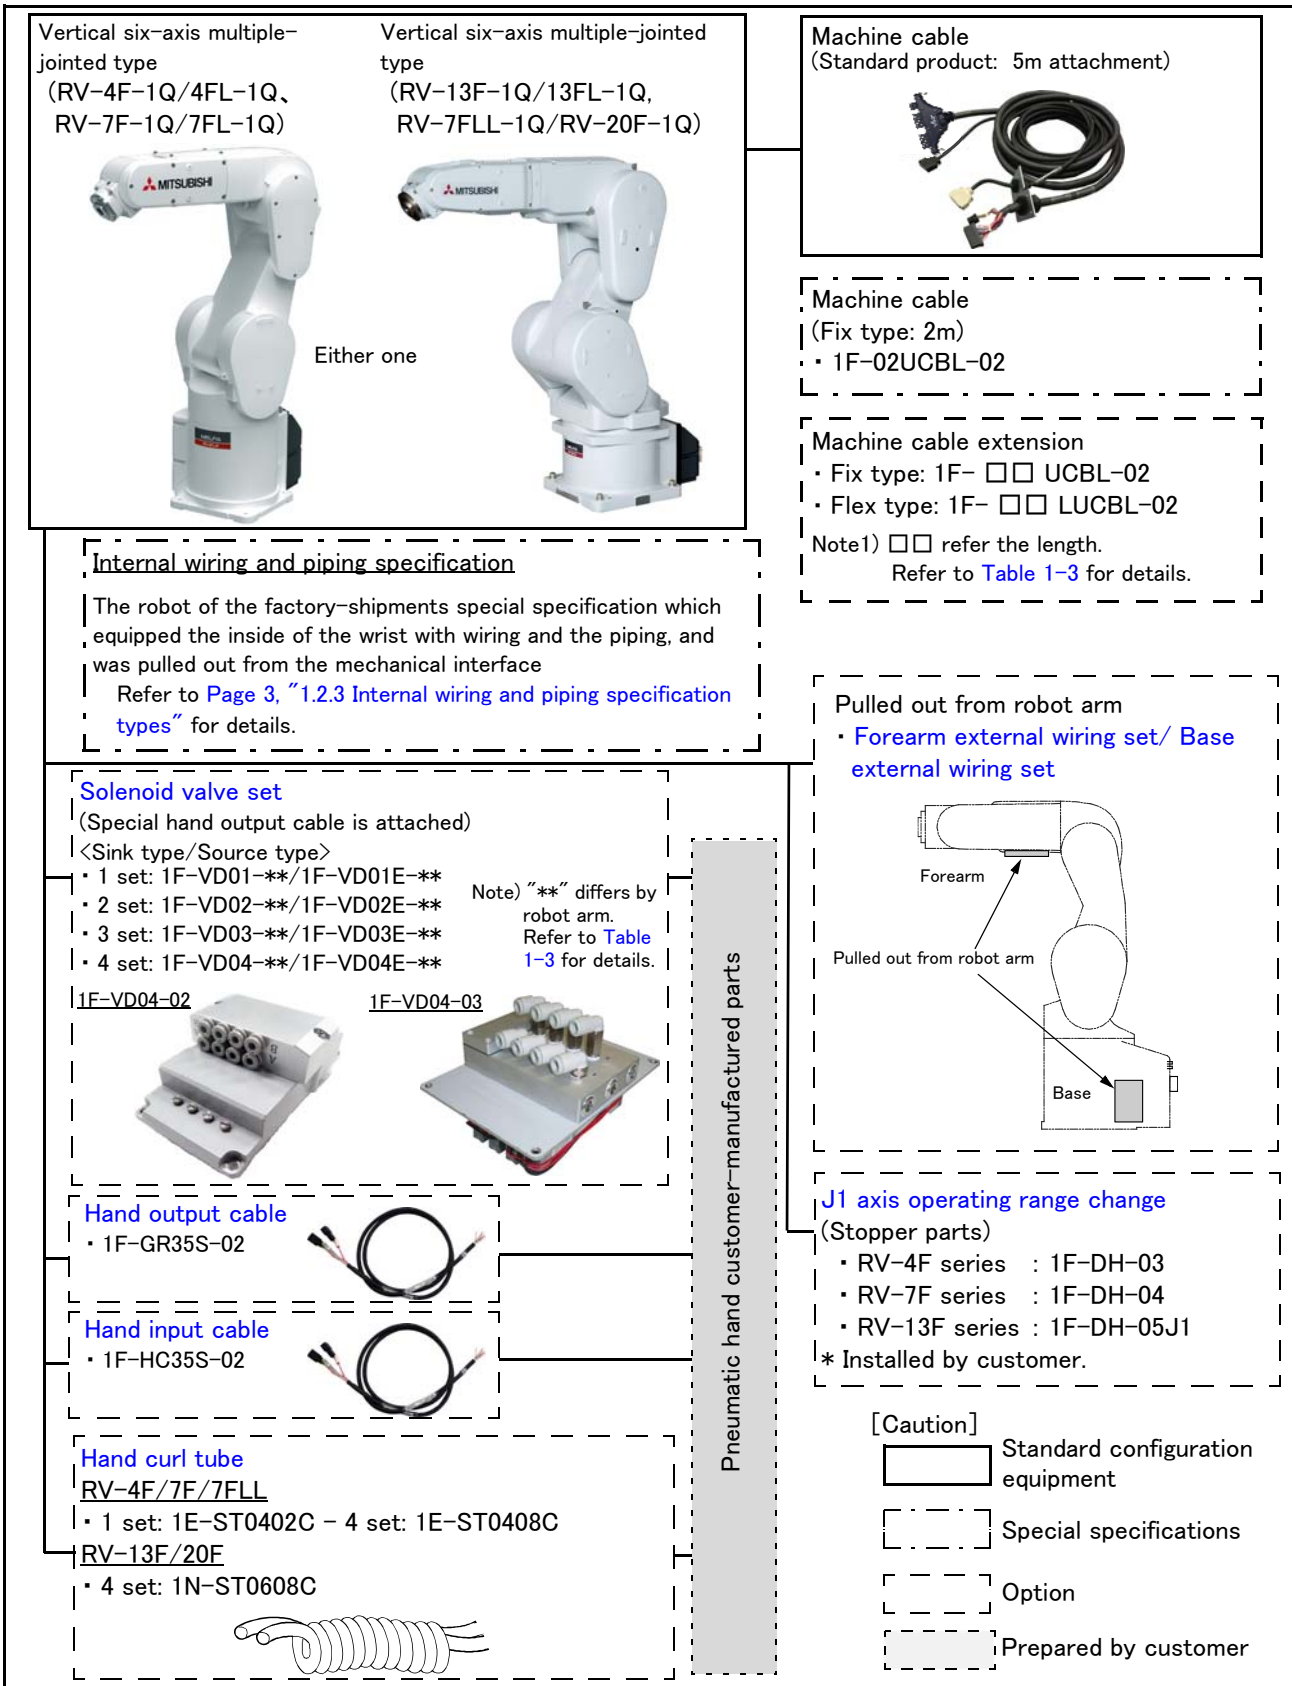 Vertical six-axis multiple-
jointed type
(RV-4F-1Q/4FL-1Q、
RV-7F-1Q/7FL-1Q)
Vertical six-axis multiple-jointed
type
(RV-13F-1Q/13FL-1Q,
RV-7FLL-1Q/RV-20F-1Q)
MITSUBISHI
MITSUBISHI
Either one
MELFA
Machine cable
(Standard product: 5m attachment)
Machine cable
(Fix type: 2m)
・1F-02UCBL-02
Machine cable extension
・Fix type: 1F- □□ UCBL-02
・Flex type: 1F- □□ LUCBL-02
Note1) □□ refer the length.
Refer to Table 1-3 for details.
Internal wiring and piping specification
The robot of the factory-shipments special specification which
equipped the inside of the wrist with wiring and the piping, and
was pulled out from the mechanical interface
Refer to Page 3, "1.2.3 Internal wiring and piping specification
types" for details.
Pulled out from robot arm
・Forearm external wiring set/ Base
external wiring set
Forearm
Pulled out from robot arm
Base
Solenoid valve set
(Special hand output cable is attached)
<Sink type/Source type>
・1 set: 1F-VD01-**/1F-VD01E-**
・2 set: 1F-VD02-**/1F-VD02E-**
・3 set: 1F-VD03-**/1F-VD03E-**
・4 set: 1F-VD04-**/1F-VD04E-**
Note) "**" differs by
robot arm.
Refer to Table
1-3 for details.
1F-VD04-02
1F-VD04-03
B
A
Pneumatic hand customer-manufactured parts
J1 axis operating range change
(Stopper parts)
・RV-4F series : 1F-DH-03
・RV-7F series : 1F-DH-04
・RV-13F series : 1F-DH-05J1
* Installed by customer.
Hand output cable
・1F-GR35S-02
Hand input cable
・1F-HC35S-02
Hand curl tube
RV-4F/7F/7FLL
・1 set: 1E-ST0402C - 4 set: 1E-ST0408C
RV-13F/20F
・4 set: 1N-ST0608C
[Caution]
Standard configuration
equipment
Special specifications
Option
Prepared by customer